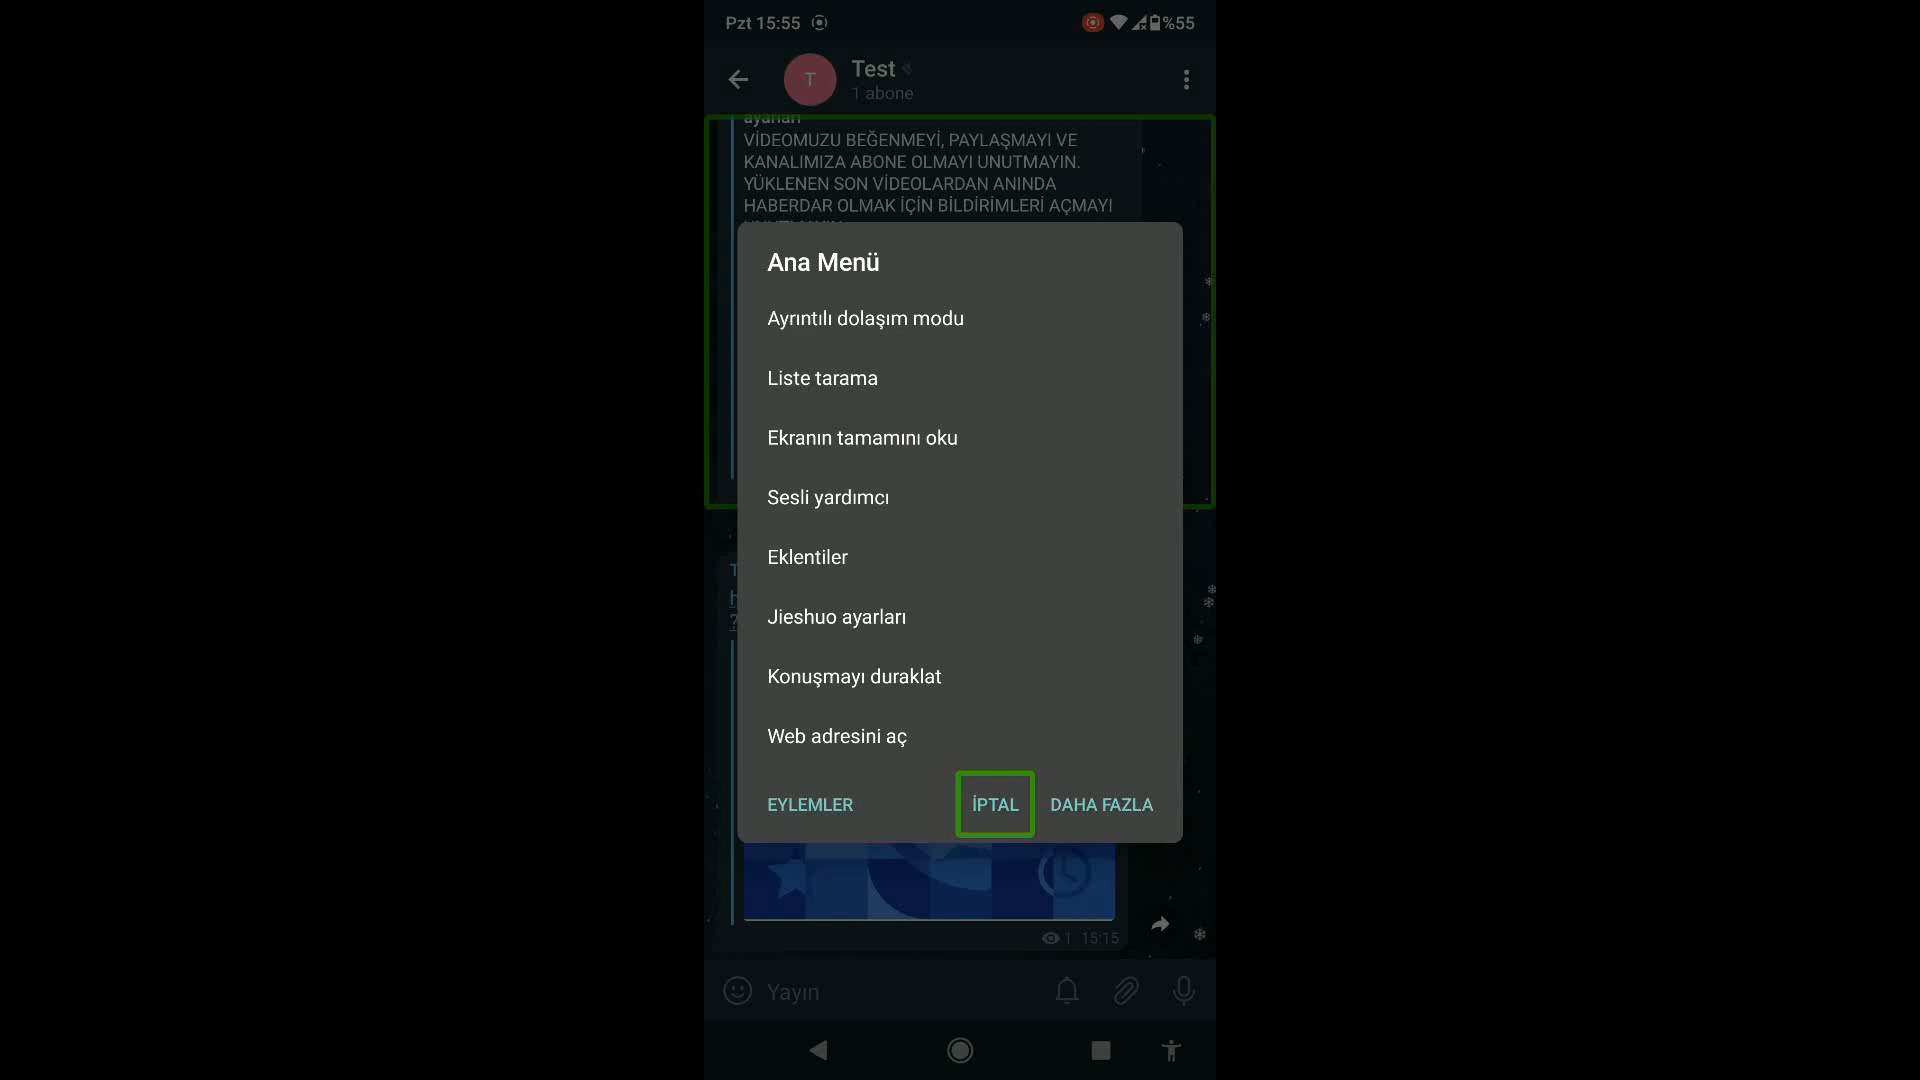 Pzt 15:55
%55
T
Test
1 abone
ayarları
VİDEOMUZU BEĞENMEYİ, PAYLAŞMAYI VE
KANALIMIZA ABONE OLMAYI UNUTMAYIN.
YÜKLENEN SON VİDEOLARDAN ANINDA
HABERDAR OLMAK İÇİN BİLDİRİMLERİ AÇMAYI
Ana Menü
Ayrıntılı dolaşım modu
Liste tarama
Ekranın tamamını oku
Sesli yardımcı
Eklentiler
Jieshuo ayarları
Konuşmayı duraklat
Web adresini aç
EYLEMLER
İPTAL
DAHA FAZLA
1 15:15
Yayın